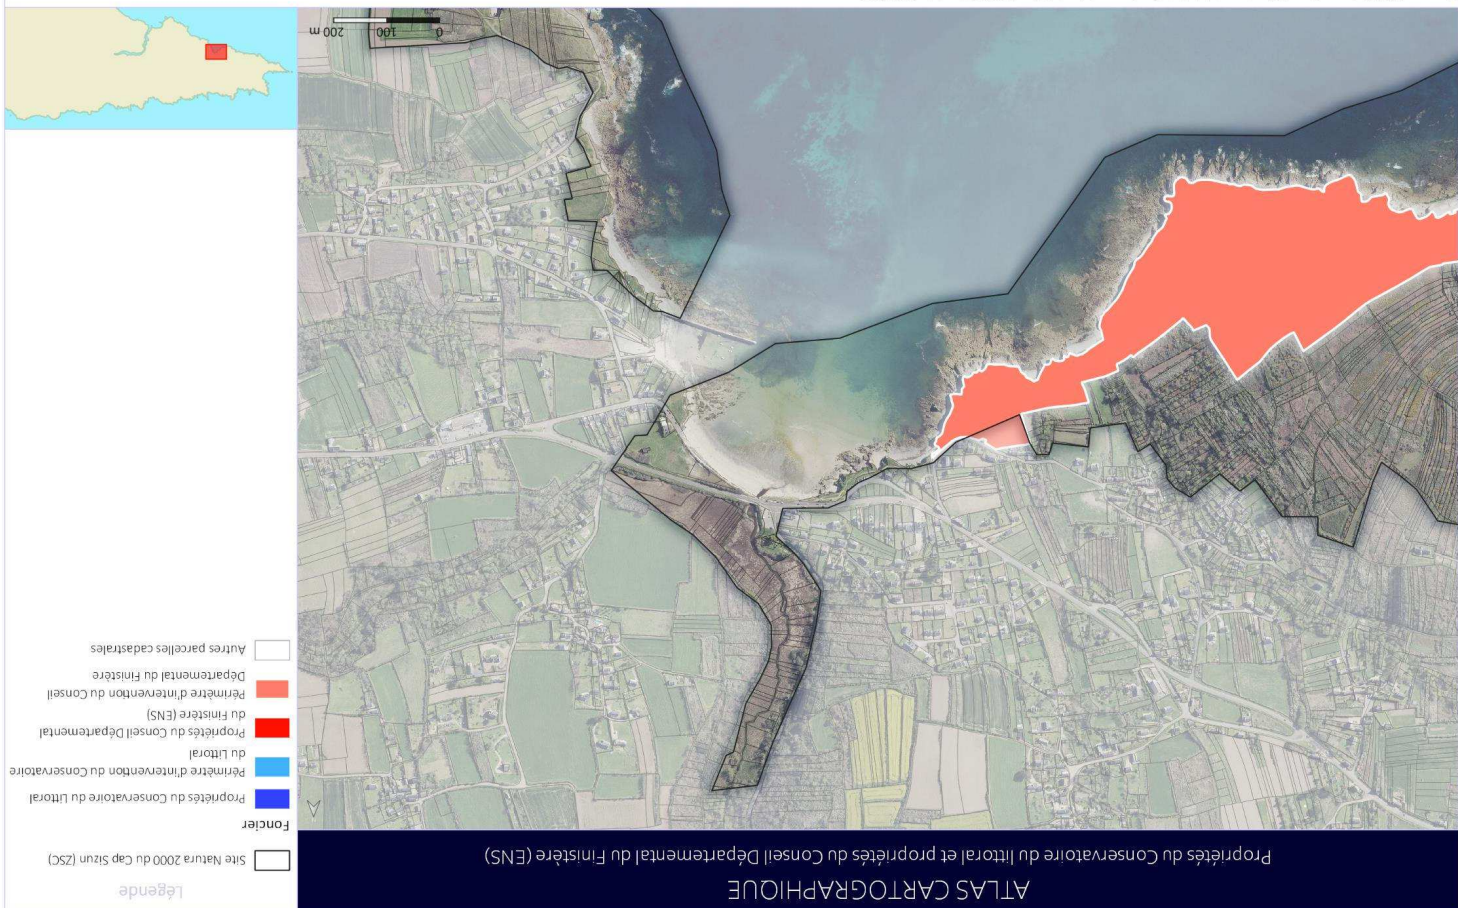 ATLAS CARTOGRAPHIQUE
Propriétés du Conservatoire du littoral et propriétés du Conseil Départemental du Finistère (ENS)
Légende
Site Natura 2000 du Cap Sizun (ZSC)
Foncier
Propriétés du Conservatoire du Littoral
Périmètre d'intervention du Conservatoire
du Littoral
Propriétés du Conseil Départemental
du Finistère (ENS)
Périmètre d'intervention du Conseil
Départemental du Finistère
Autres parcelles cadastrales
0 100 200 m